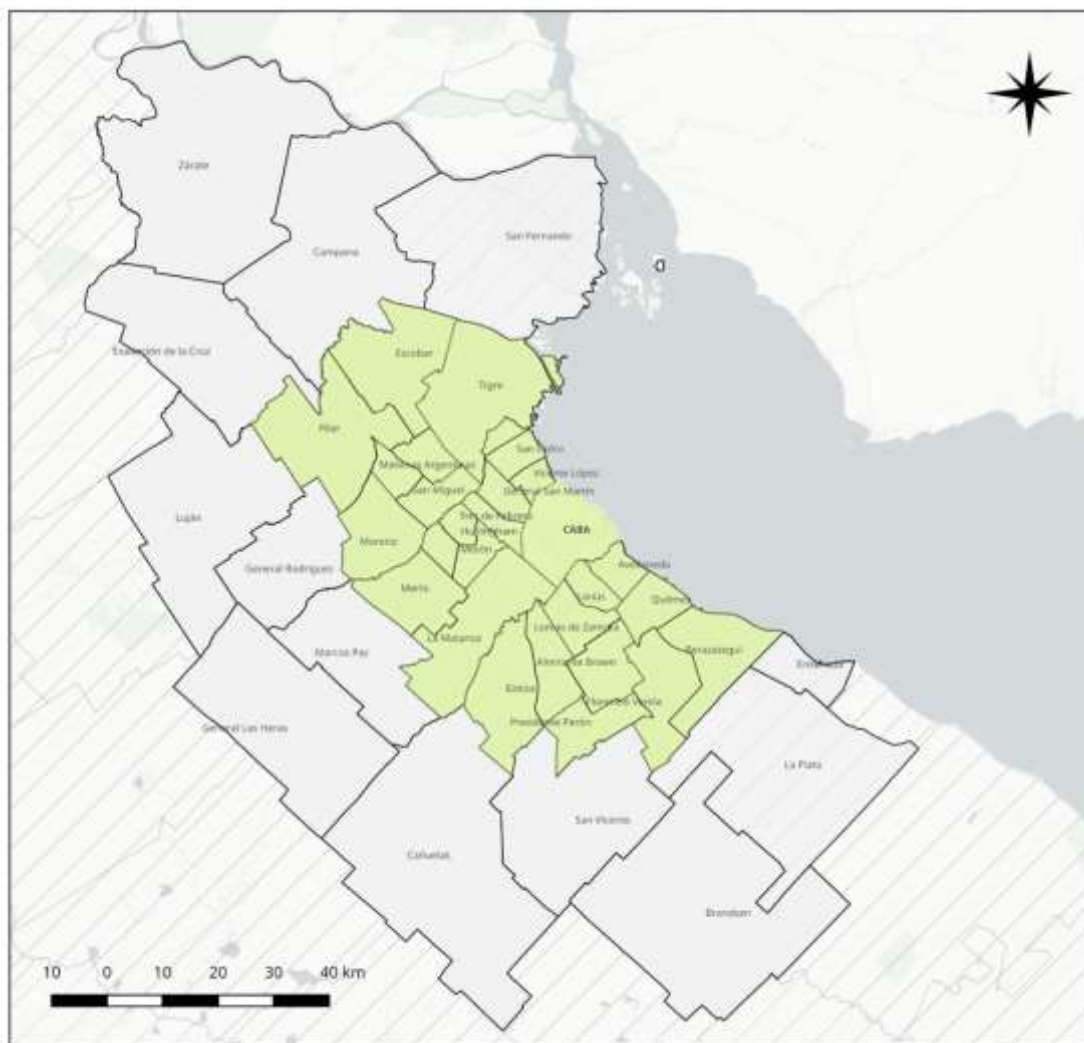 Zárate
San Fernando
Campana
Exaltación de la Cruz
Escobar
Tigre
Pilar
San Isidro
Malvinas Argentinas
Vicente López
San Miguel
General San Martín
Luján
Tres de Febrero
CABA
Hurlingham
Moreno
Morón
Avellaneda
General Rodríguez
Merlo
Lanús
Quilmes
Lomas de Zamora
La Matanza
Berazategui
Marcos Paz
Almirante Brown
Ensenada
Ezeiza
Florencio Varela
Presidente Perón
General Las Heras
La Plata
San Vicente
Cañuelas
Brandsen
10 0 10 20 30 40 km